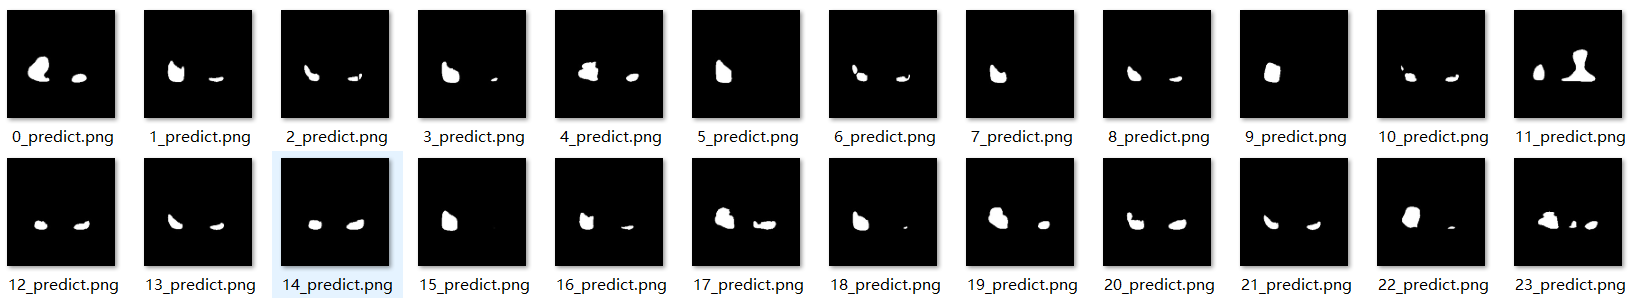 0_predict.png 1_predict.png 2_predict.png 3_predict.png 4_predict.png 5_predict.png 6_predict.png 7_predict.png 8_predict.png 9_predict.png 10_predict.png 11_predict.png
12_predict.png 13_predict.png 14_predict.png 15_predict.png 16_predict.png 17_predict.png 18_predict.png 19_predict.png 20_predict.png 21_predict.png 22_predict.png 23_predict.png